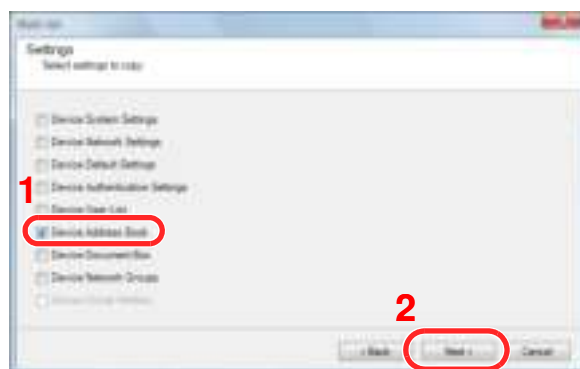 Settings
Select settings to copy
Device System Settings
Device Network Settings
Device Default Settings
1
Device Authentication Settings
Device User List
Device Address Book
Device Document Box
Device Network Groups
2
< Back
Next >
Cancel